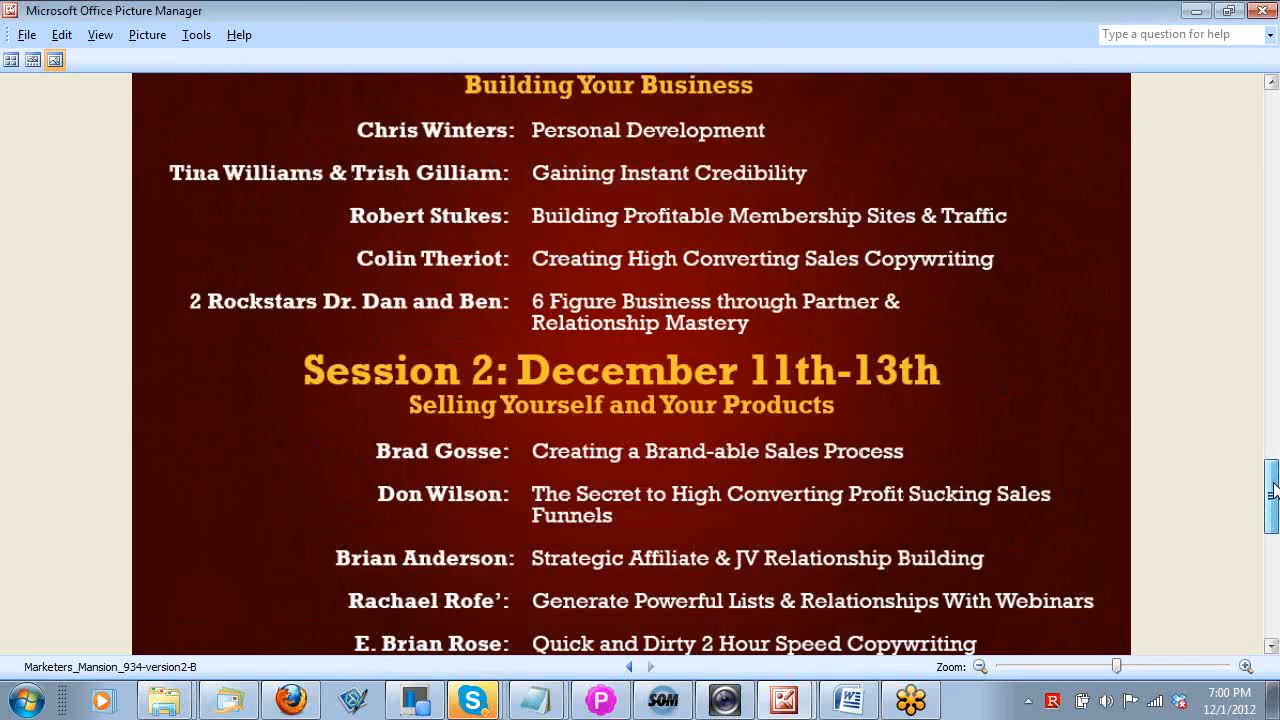 Microsoft Office Picture Manager
File Edit View Picture Tools Help
Type a question for help
Building Your Business
Chris Winters: Personal Development
Tina Williams & Trish Gilliam: Gaining Instant Credibility
Robert Stukes: Building Profitable Membership Sites & Traffic
Colin Theriot: Creating High Converting Sales Copywriting
2 Rockstars Dr. Dan and Ben: 6 Figure Business through Partner &
Relationship Mastery
Session 2: December 11th-13th
Selling Yourself and Your Products
Brad Gosse: Creating a Brand-able Sales Process
Don Wilson: The Secret to High Converting Profit Sucking Sales
Funnels
Brian Anderson: Strategic Affiliate & JV Relationship Building
Rachael Rofe’: Generate Powerful Lists & Relationships With Webinars
E. Brian Rose: Quick and Dirty 2 Hour Speed Copywriting
Marketers_Mansion_934-version2-B
Zoom:
SOM
7:00 PM
12/1/2012